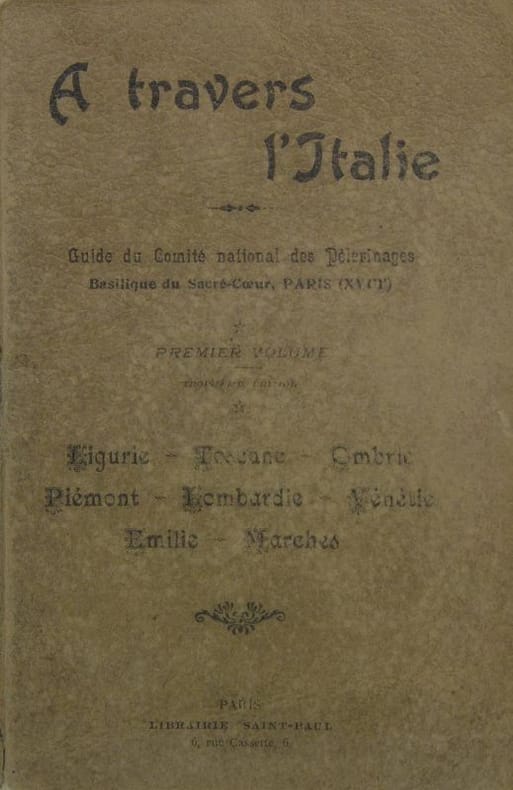 A travers
l'Italie
Guide du Comité national des Pèlerinages
Basilique du Sacré-Cœur, PARIS (XVIIIᵉ)
PREMIER VOLUME
Ligurie - Toscane - Ombrie
Piémont - Lombardie - Vénétie
Emilie - Marches
PARIS
LIBRAIRIE SAINT-PAUL
6, rue Cassette, 6